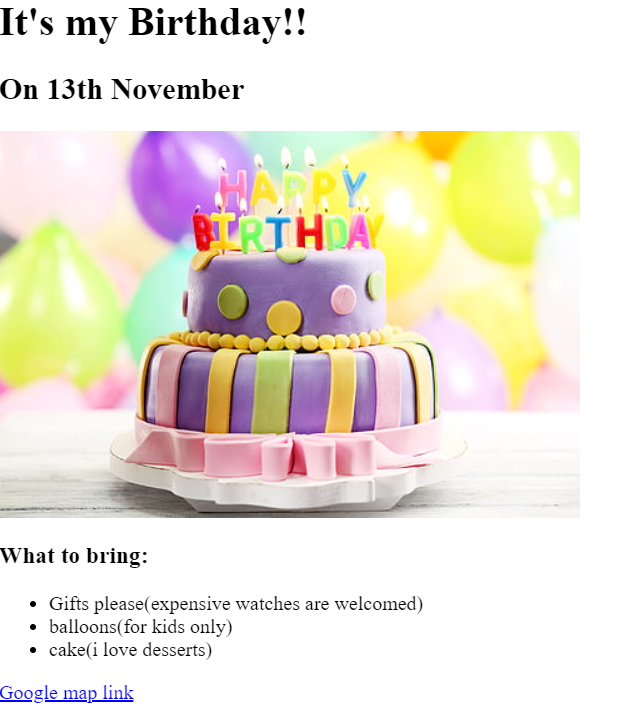 It's my Birthday!!
On 13th November
HAPPY
BIRTHDAY
What to bring:
Gifts please(expensive watches are welcomed)
balloons(for kids only)
cake(i love desserts)
Google map link